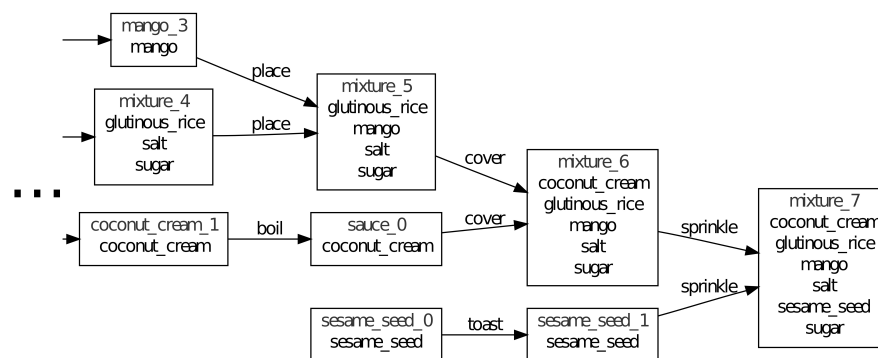 mango_3
mango
place
mixture_4
glutinous_rice
salt
sugar
place
mixture_5
glutinous_rice
mango
salt
sugar
cover
...
coconut_cream_1
coconut_cream
boil
sauce_0
coconut_cream
cover
mixture_6
coconut_cream
glutinous_rice
mango
salt
sugar
sprinkle
sesame_seed_0
sesame_seed
toast
sesame_seed_1
sesame_seed
sprinkle
mixture_7
coconut_cream
glutinous_rice
mango
salt
sesame_seed
sugar